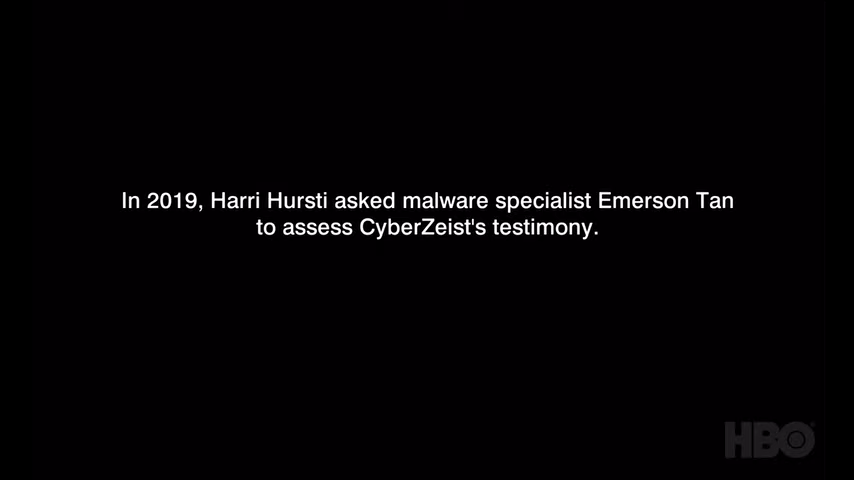 In 2019, Harri Hursti asked malware specialist Emerson Tan
to assess CyberZeist's testimony.
HBO